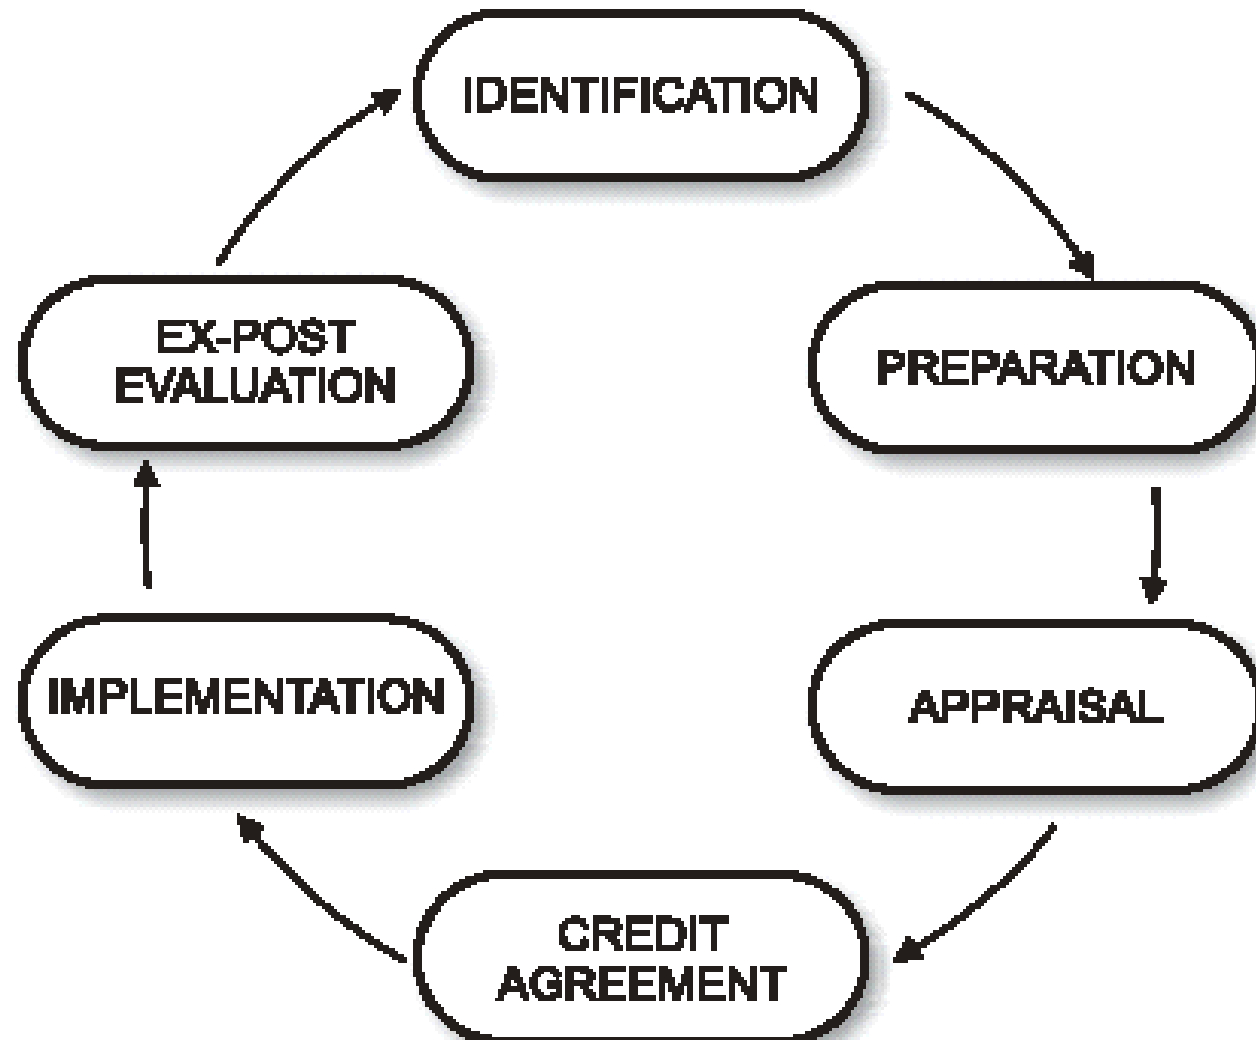 IDENTIFICATION
PREPARATION
APPRAISAL
CREDIT
AGREEMENT
IMPLEMENTATION
EX-POST
EVALUATION